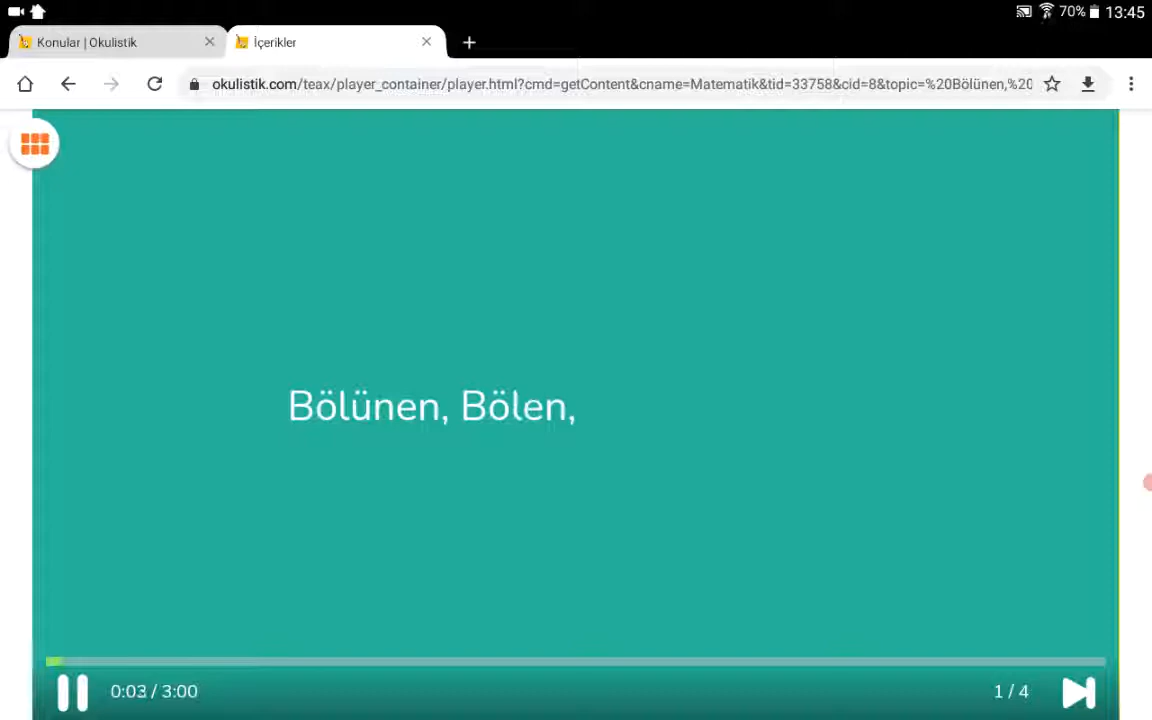 70% 13:45
Konular | Okulistik
İçerikler
okulistik.com/teax/player_container/player.html?cmd=getContent&cname=Matematik&tid=33758&cid=8&topic=%20Bölünen,%20
Bölünen, Bölen,
0:03 / 3:00
1 / 4